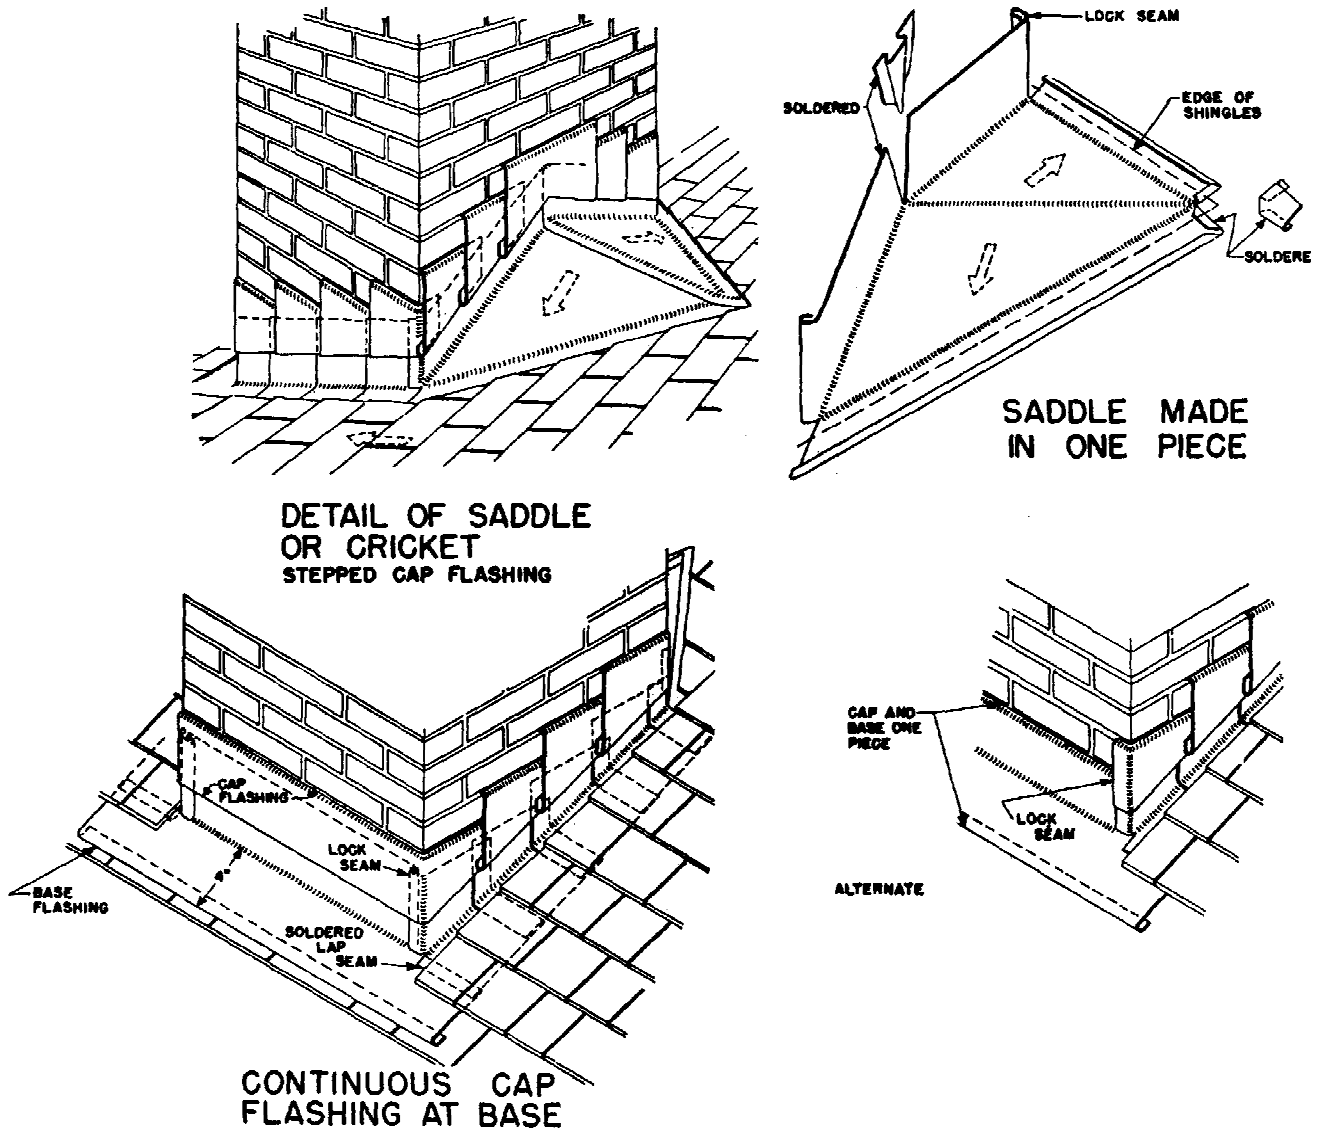 LOCK SEAM
SOLDERED
EDGE OF
SHINGLES
SOLDERE
SADDLE MADE
IN ONE PIECE
DETAIL OF SADDLE
OR CRICKET
STEPPED CAP FLASHING
CAP
FLASHING
LOCK
SEAM
4"
BASE
FLASHING
SOLDERED
LAP
SEAM
CONTINUOUS CAP
FLASHING AT BASE
CAP AND
BASE ONE
PIECE
LOCK
SEAM
ALTERNATE